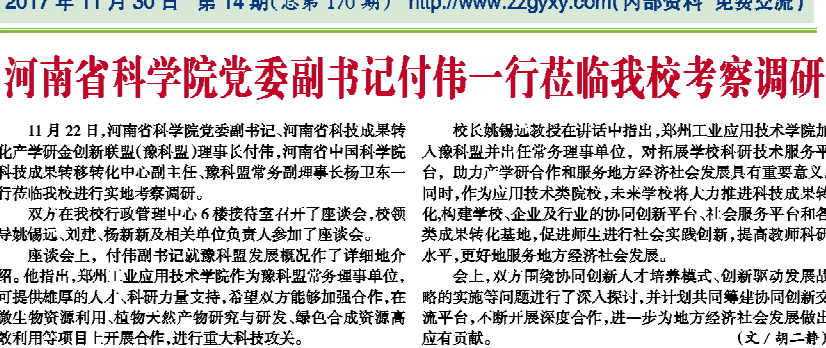 2017年11月30日 第14期(总第170期) http://www.zzgyxy.com(内部资料 免费交流)
河南省科学院党委副书记付伟一行莅临我校考察调研
11月22日,河南省科学院党委副书记、河南省科技成果转
化产学研金创新联盟(豫科盟)理事长付伟,河南省中国科学院
科技成果转移转化中心副主任、豫科盟常务副理事长杨卫东一
行莅临我校进行实地考察调研。
双方在我校行政管理中心6楼接待室召开了座谈会,校领
导姚锡远、刘建、杨新新及相关单位负责人参加了座谈会。
座谈会上，付伟副书记就豫科盟发展概况作了详细地介
绍。他指出,郑州工业应用技术学院作为豫科盟常务理事单位,
可提供雄厚的人才、科研力量支持,希望双方能够加强合作,在
微生物资源利用、植物天然产物研究与研发、绿色合成资源高
效利用等项目上开展合作,进行重大科技攻关。
校长姚锡远教授在讲话中指出,郑州工业应用技术学院加
入豫科盟并出任常务理事单位，对拓展学校科研技术服务平
台，助力产学研合作和服务地方经济社会发展具有重要意义。
同时,作为应用技术类院校,未来学校将大力推进科技成果转
化,构建学校、企业及行业的协同创新平台、社会服务平台和各
类成果转化基地,促进师生进行社会实践创新,提高教师科研
水平,更好地服务地方经济社会发展。
会上,双方围绕协同创新人才培养模式、创新驱动发展战
略的实施等问题进行了深入探讨,并计划共同筹建协同创新交
流平台,不断开展深度合作,进一步为地方经济社会发展做出
应有贡献。 (文/胡二静)